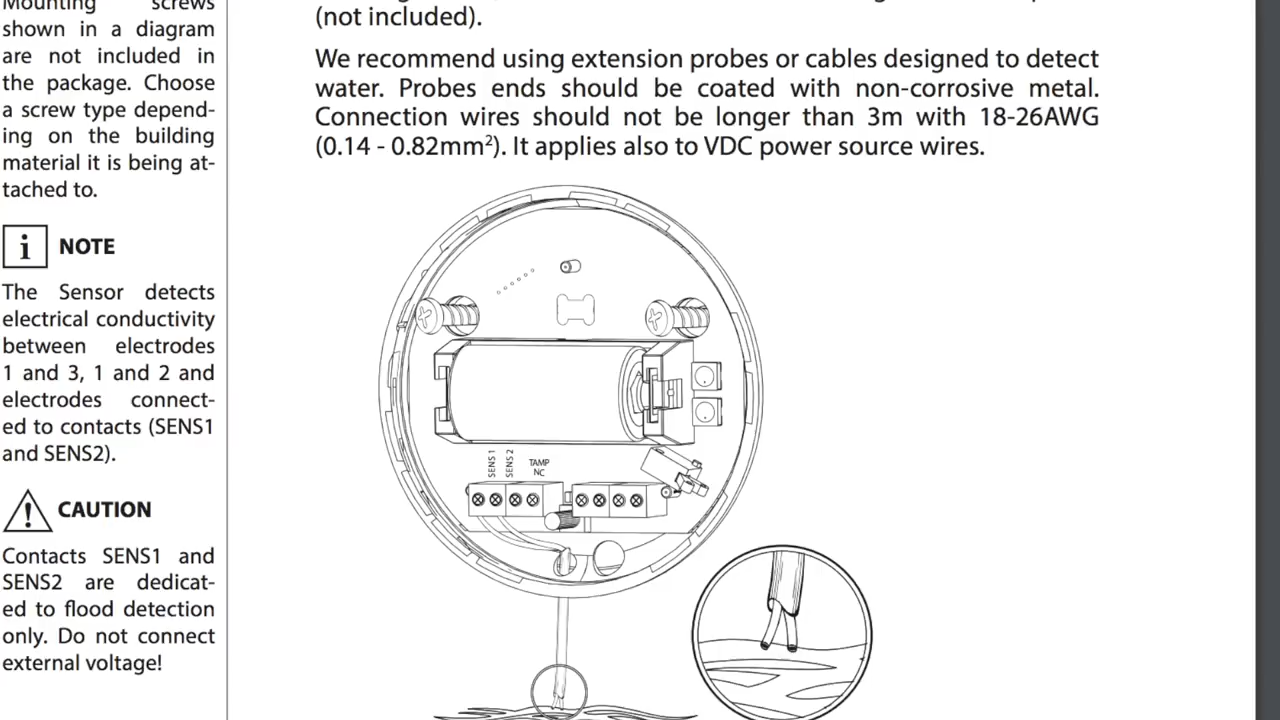 Mounting screws
shown in a diagram
are not included in
the package. Choose
a screw type depend-
ing on the building
material it is being at-
tached to.
i NOTE
The Sensor detects
electrical conductivity
between electrodes
1 and 3, 1 and 2 and
electrodes connect-
ed to contacts (SENS1
and SENS2).
! CAUTION
Contacts SENS1 and
SENS2 are dedicat-
ed to flood detection
only. Do not connect
external voltage!
(not included).
We recommend using extension probes or cables designed to detect
water. Probes ends should be coated with non-corrosive metal.
Connection wires should not be longer than 3m with 18-26AWG
(0.14 - 0.82mm²). It applies also to VDC power source wires.
SENS 1
SENS 2
TAMP
NC